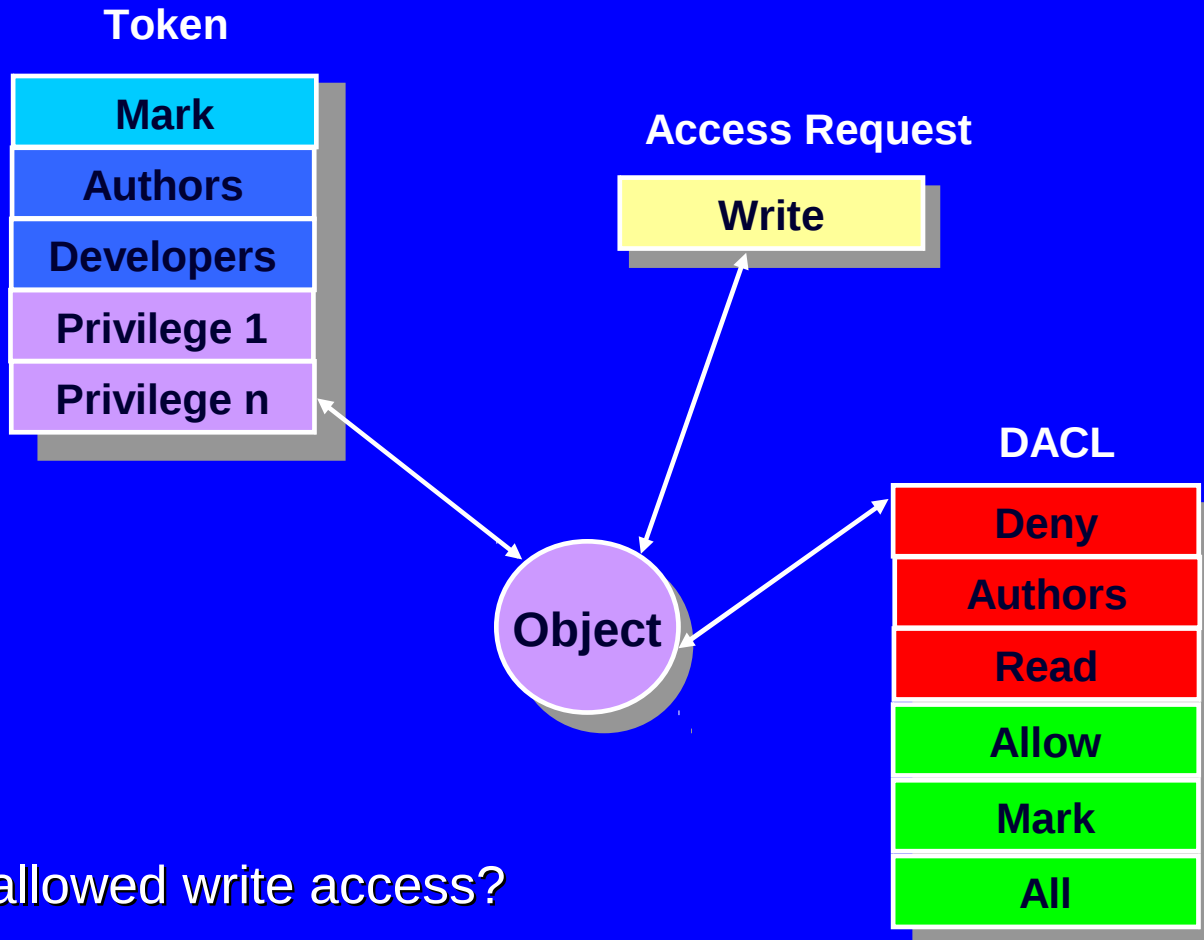 Token
Mark
Authors
Developers
Privilege 1
Privilege n
Access Request
Write
Object
DACL
Deny
Authors
Read
Allow
Mark
All
allowed write access?